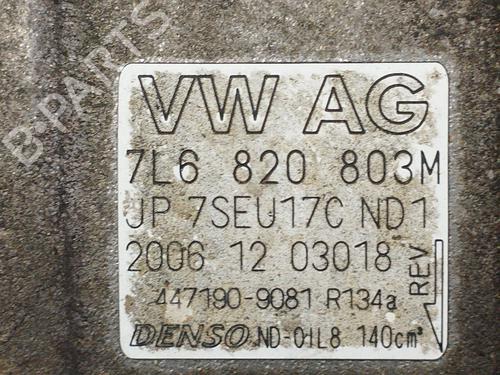 B-PARTS
VW AG
7L6 820 803M
JP 7SEU17C ND1
2006 12 03018
REV
447190-9081 R134a
DENSO ND-OIL8 140cm³